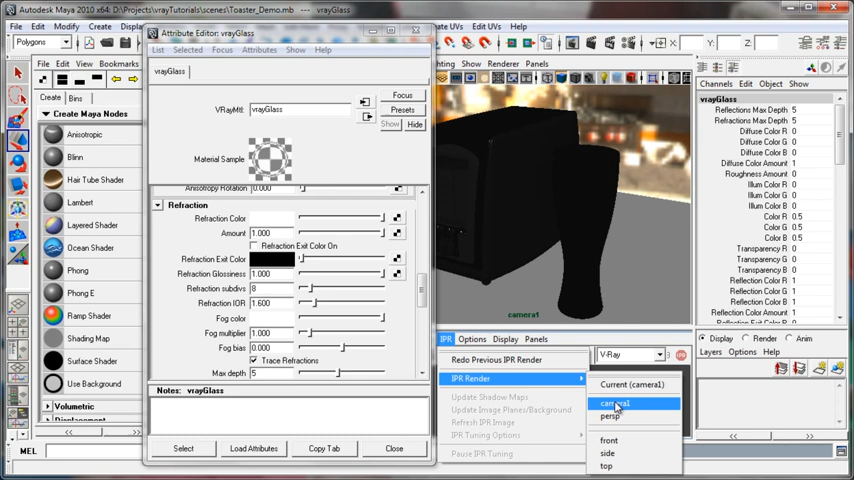 Autodesk Maya 2010 x64: D:\Projects\vrayTutorials\scenes\Toaster_Demo.mb - vrayGlass
File Edit Modify Create
Edit UVs
Polygons
X: Y: Z:
Attribute Editor: vrayGlass
List Selected Focus Attributes Show Help
vrayGlass
VRayMtl: vrayGlass
Focus
Presets
Show Hide
Material Sample
Anisotropy Rotation 0.000
Refraction
Refraction Color
Amount 1.000
Refraction Exit Color On
Refraction Exit Color
Refraction Glossiness 1.000
Refraction subdivs 8
Refraction IOR 1.600
Fog color
Fog multiplier 1.000
Fog bias 0.000
Trace Refractions
Max depth 5
Notes: vrayGlass
Select Load Attributes Copy Tab Close
File Edit View Bookmarks
Create Bins
Create Maya Nodes
Anisotropic
Blinn
Hair Tube Shader
Lambert
Layered Shader
Ocean Shader
Phong
Phong E
Ramp Shader
Shading Map
Surface Shader
Use Background
Volumetric
Displacement
MEL
Show Renderer Panels
camera1
IPR Options Display Panels
V-Ray
Redo Previous IPR Render
IPR Render
Update Shadow Maps
Update Image Planes/Background
Refresh IPR Image
IPR Tuning Options
Pause IPR Tuning
Current (camera1)
camera1
persp
front
side
top
Channels Edit Object Show
vrayGlass
Reflections Max Depth 5
Refractions Max Depth 5
Diffuse Color R 0
Diffuse Color G 0
Diffuse Color B 0
Diffuse Color Amount 1
Roughness Amount 0
Illum Color R 0
Illum Color G 0
Illum Color B 0
Color R 0.5
Color G 0.5
Color B 0.5
Transparency R 0
Transparency G 0
Transparency B 0
Reflection Color R 1
Reflection Color G 1
Display Render Anim
Layers Options Help